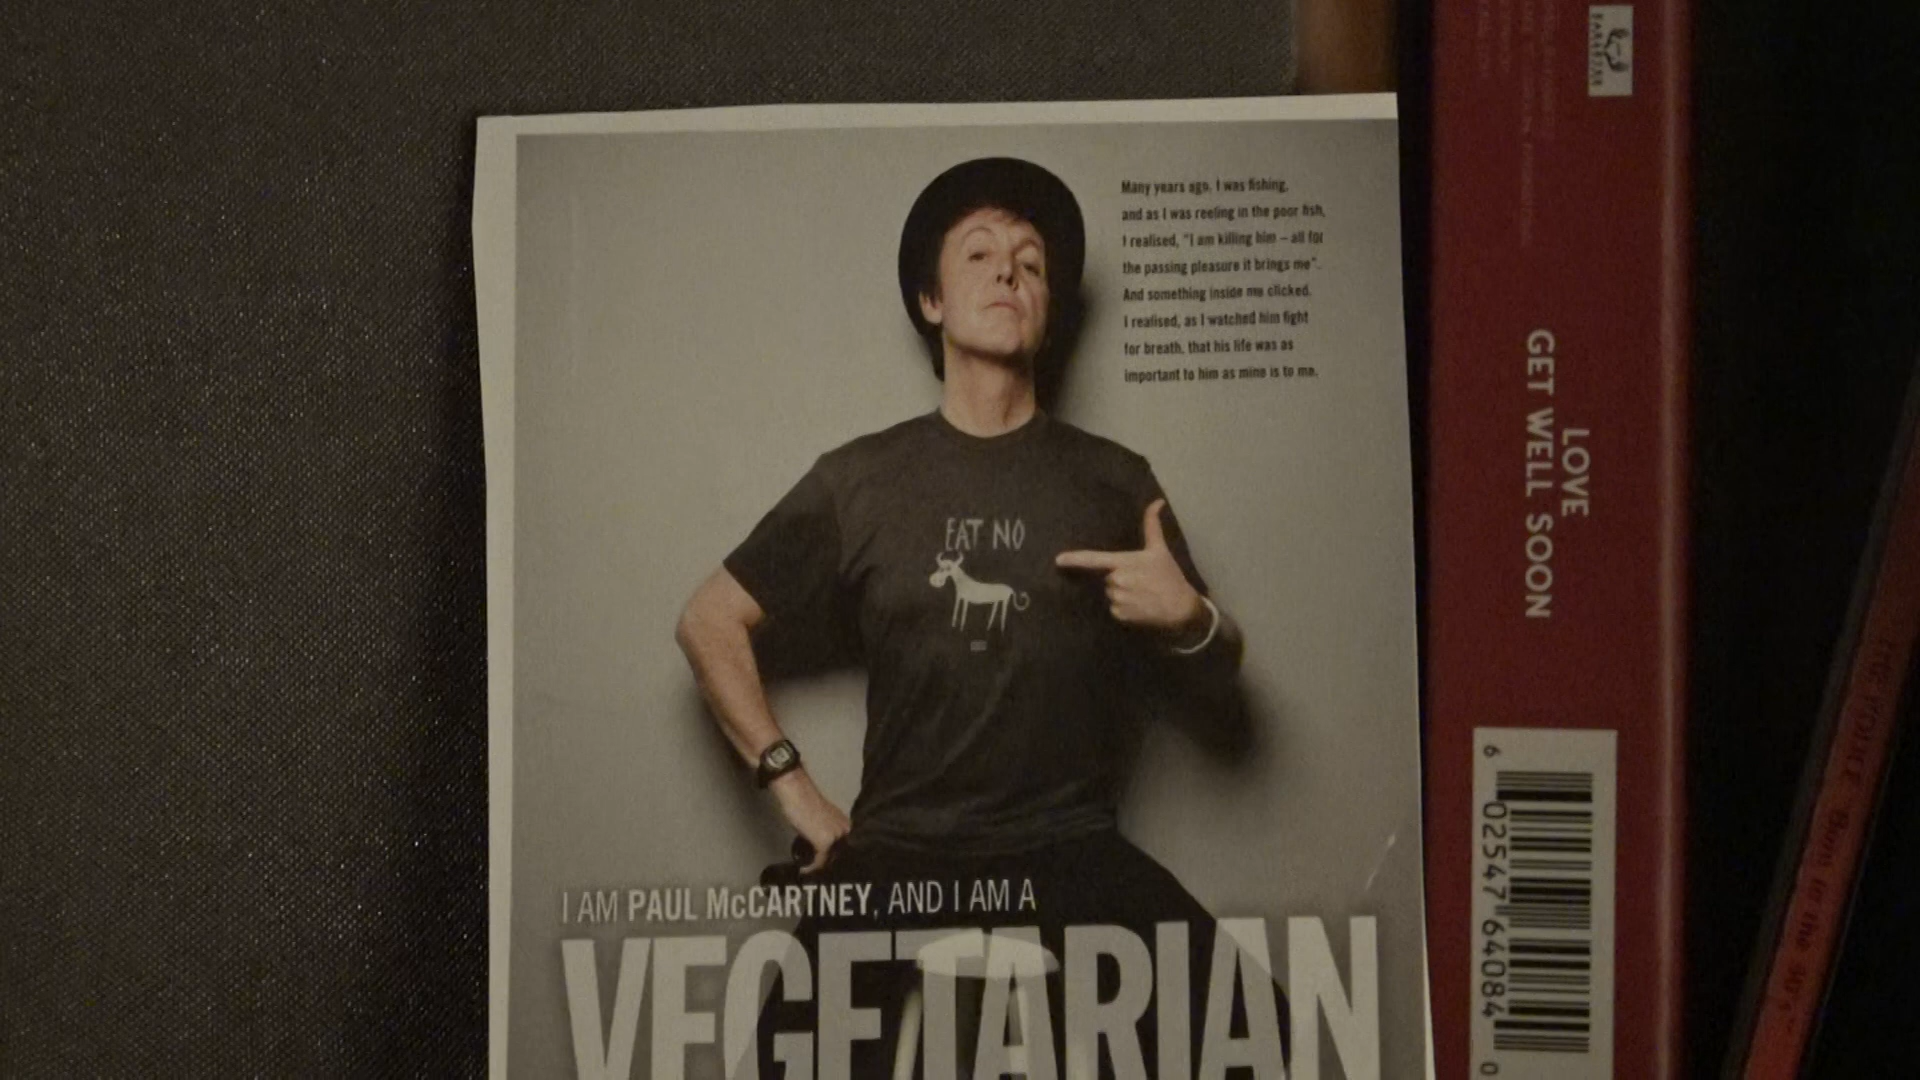 Many years ago, I was fishing,
and as I was reeling in the poor fish,
I realised, "I am killing him – all for
the passing pleasure it brings me".
And something inside me clicked.
I realised, as I watched him fight
for breath, that his life was as
important to him as mine is to me.
EAT NO
I AM PAUL McCARTNEY, AND I AM A
VEGETARIAN
LOVE
GET WELL SOON
6 02547 64084 0